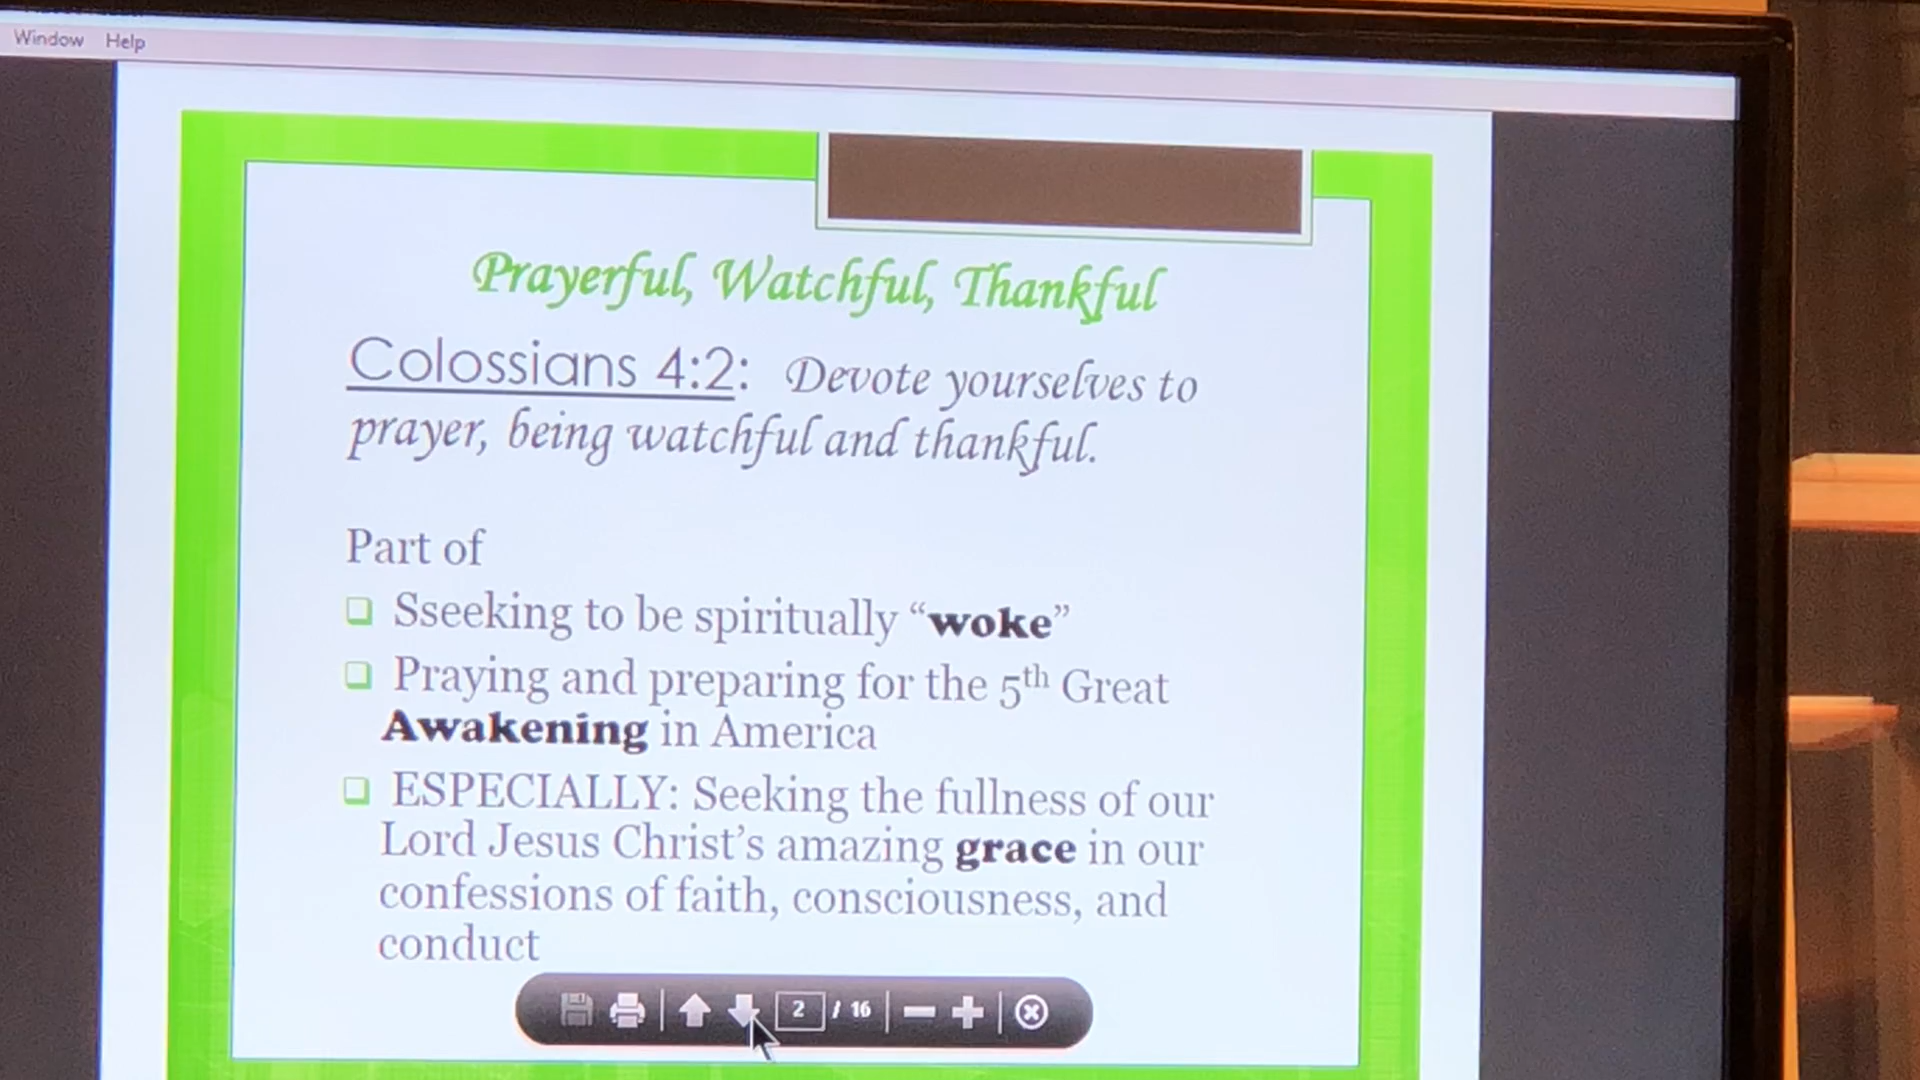 Window Help
Prayerful, Watchful, Thankful
Colossians 4:2: Devote yourselves to
prayer, being watchful and thankful.
Part of
Sseeking to be spiritually “woke”
Praying and preparing for the 5th Great
Awakening in America
ESPECIALLY: Seeking the fullness of our
Lord Jesus Christ’s amazing grace in our
confessions of faith, consciousness, and
conduct
2 / 16